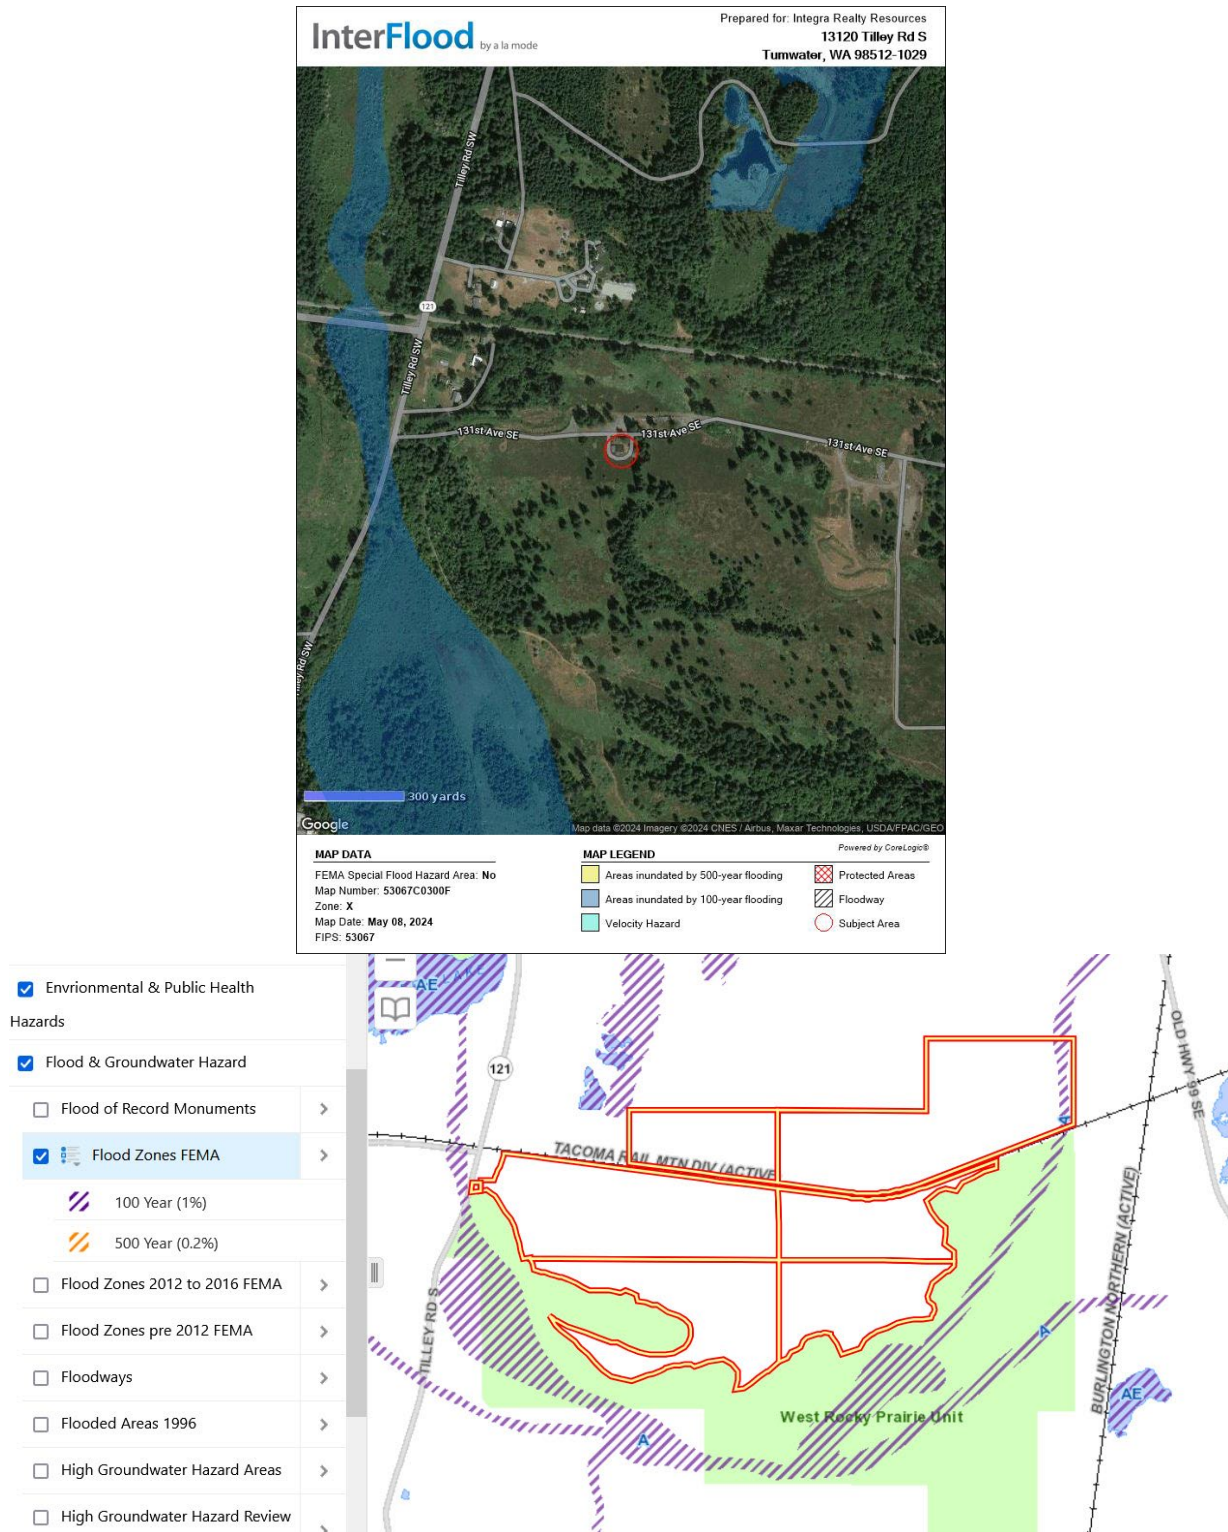 InterFlood by a la mode
Prepared for: Integra Realty Resources
13120 Tilley Rd S
Tumwater, WA 98512-1029
Tilley Rd SW
121
Tilley Rd SW
131st Ave SE
131st Ave SE
131st Ave SE
Rd SW
300 yards
Google
Map data ©2024 Imagery ©2024 CNES / Airbus, Maxar Technologies, USDA/FPAC/GEO
Powered by CoreLogic®
MAP DATA
FEMA Special Flood Hazard Area: No
Map Number: 53067C0300F
Zone: X
Map Date: May 08, 2024
FIPS: 53067
MAP LEGEND
Areas inundated by 500-year flooding
Areas inundated by 100-year flooding
Velocity Hazard
Protected Areas
Floodway
Subject Area
Envrionmental & Public Health
Hazards
Flood & Groundwater Hazard
Flood of Record Monuments
Flood Zones FEMA
100 Year (1%)
500 Year (0.2%)
Flood Zones 2012 to 2016 FEMA
Flood Zones pre 2012 FEMA
Floodways
Flooded Areas 1996
High Groundwater Hazard Areas
High Groundwater Hazard Review
AE
LAKE
121
OLD HWY 99 SE
A
TACOMA RAIL MTN DIV (ACTIVE
BURLINGTON NORTHERN (ACTIVE)
TILLEY RD S
A
AE
West Rocky Prairie Unit
A